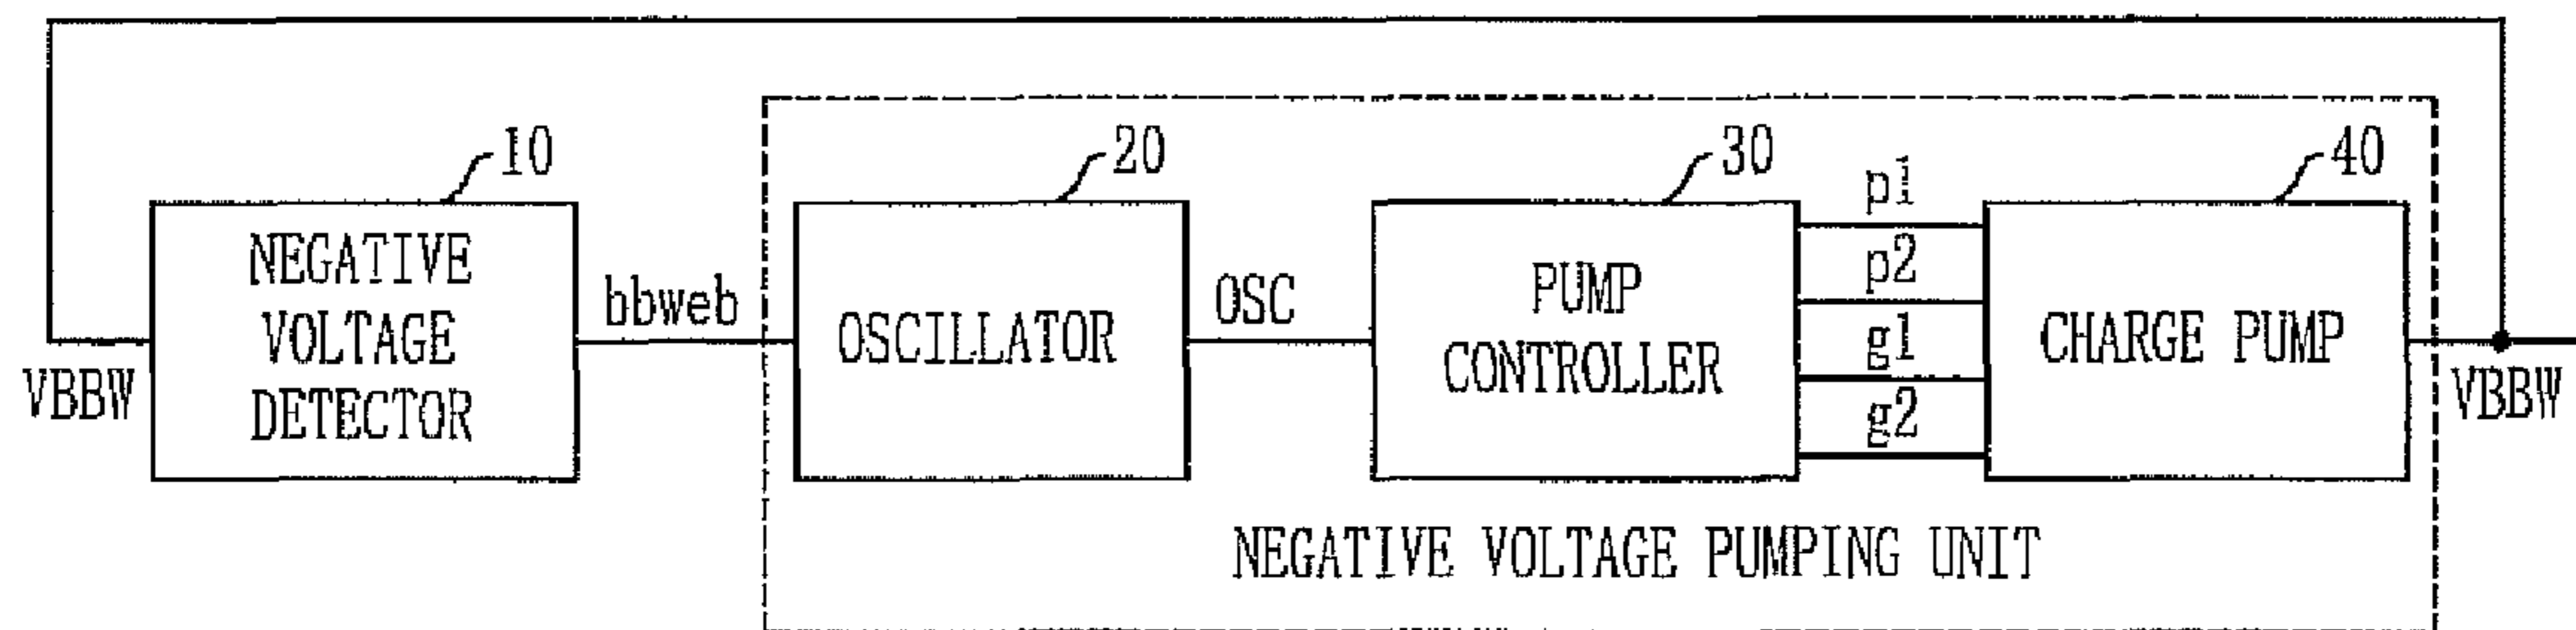 10
20
30
40
NEGATIVE
VOLTAGE
DETECTOR
VBBW
bbweb
OSCILLATOR
OSC
PUMP
CONTROLLER
p1
p2
g1
g2
CHARGE PUMP
VBBW
NEGATIVE VOLTAGE PUMPING UNIT